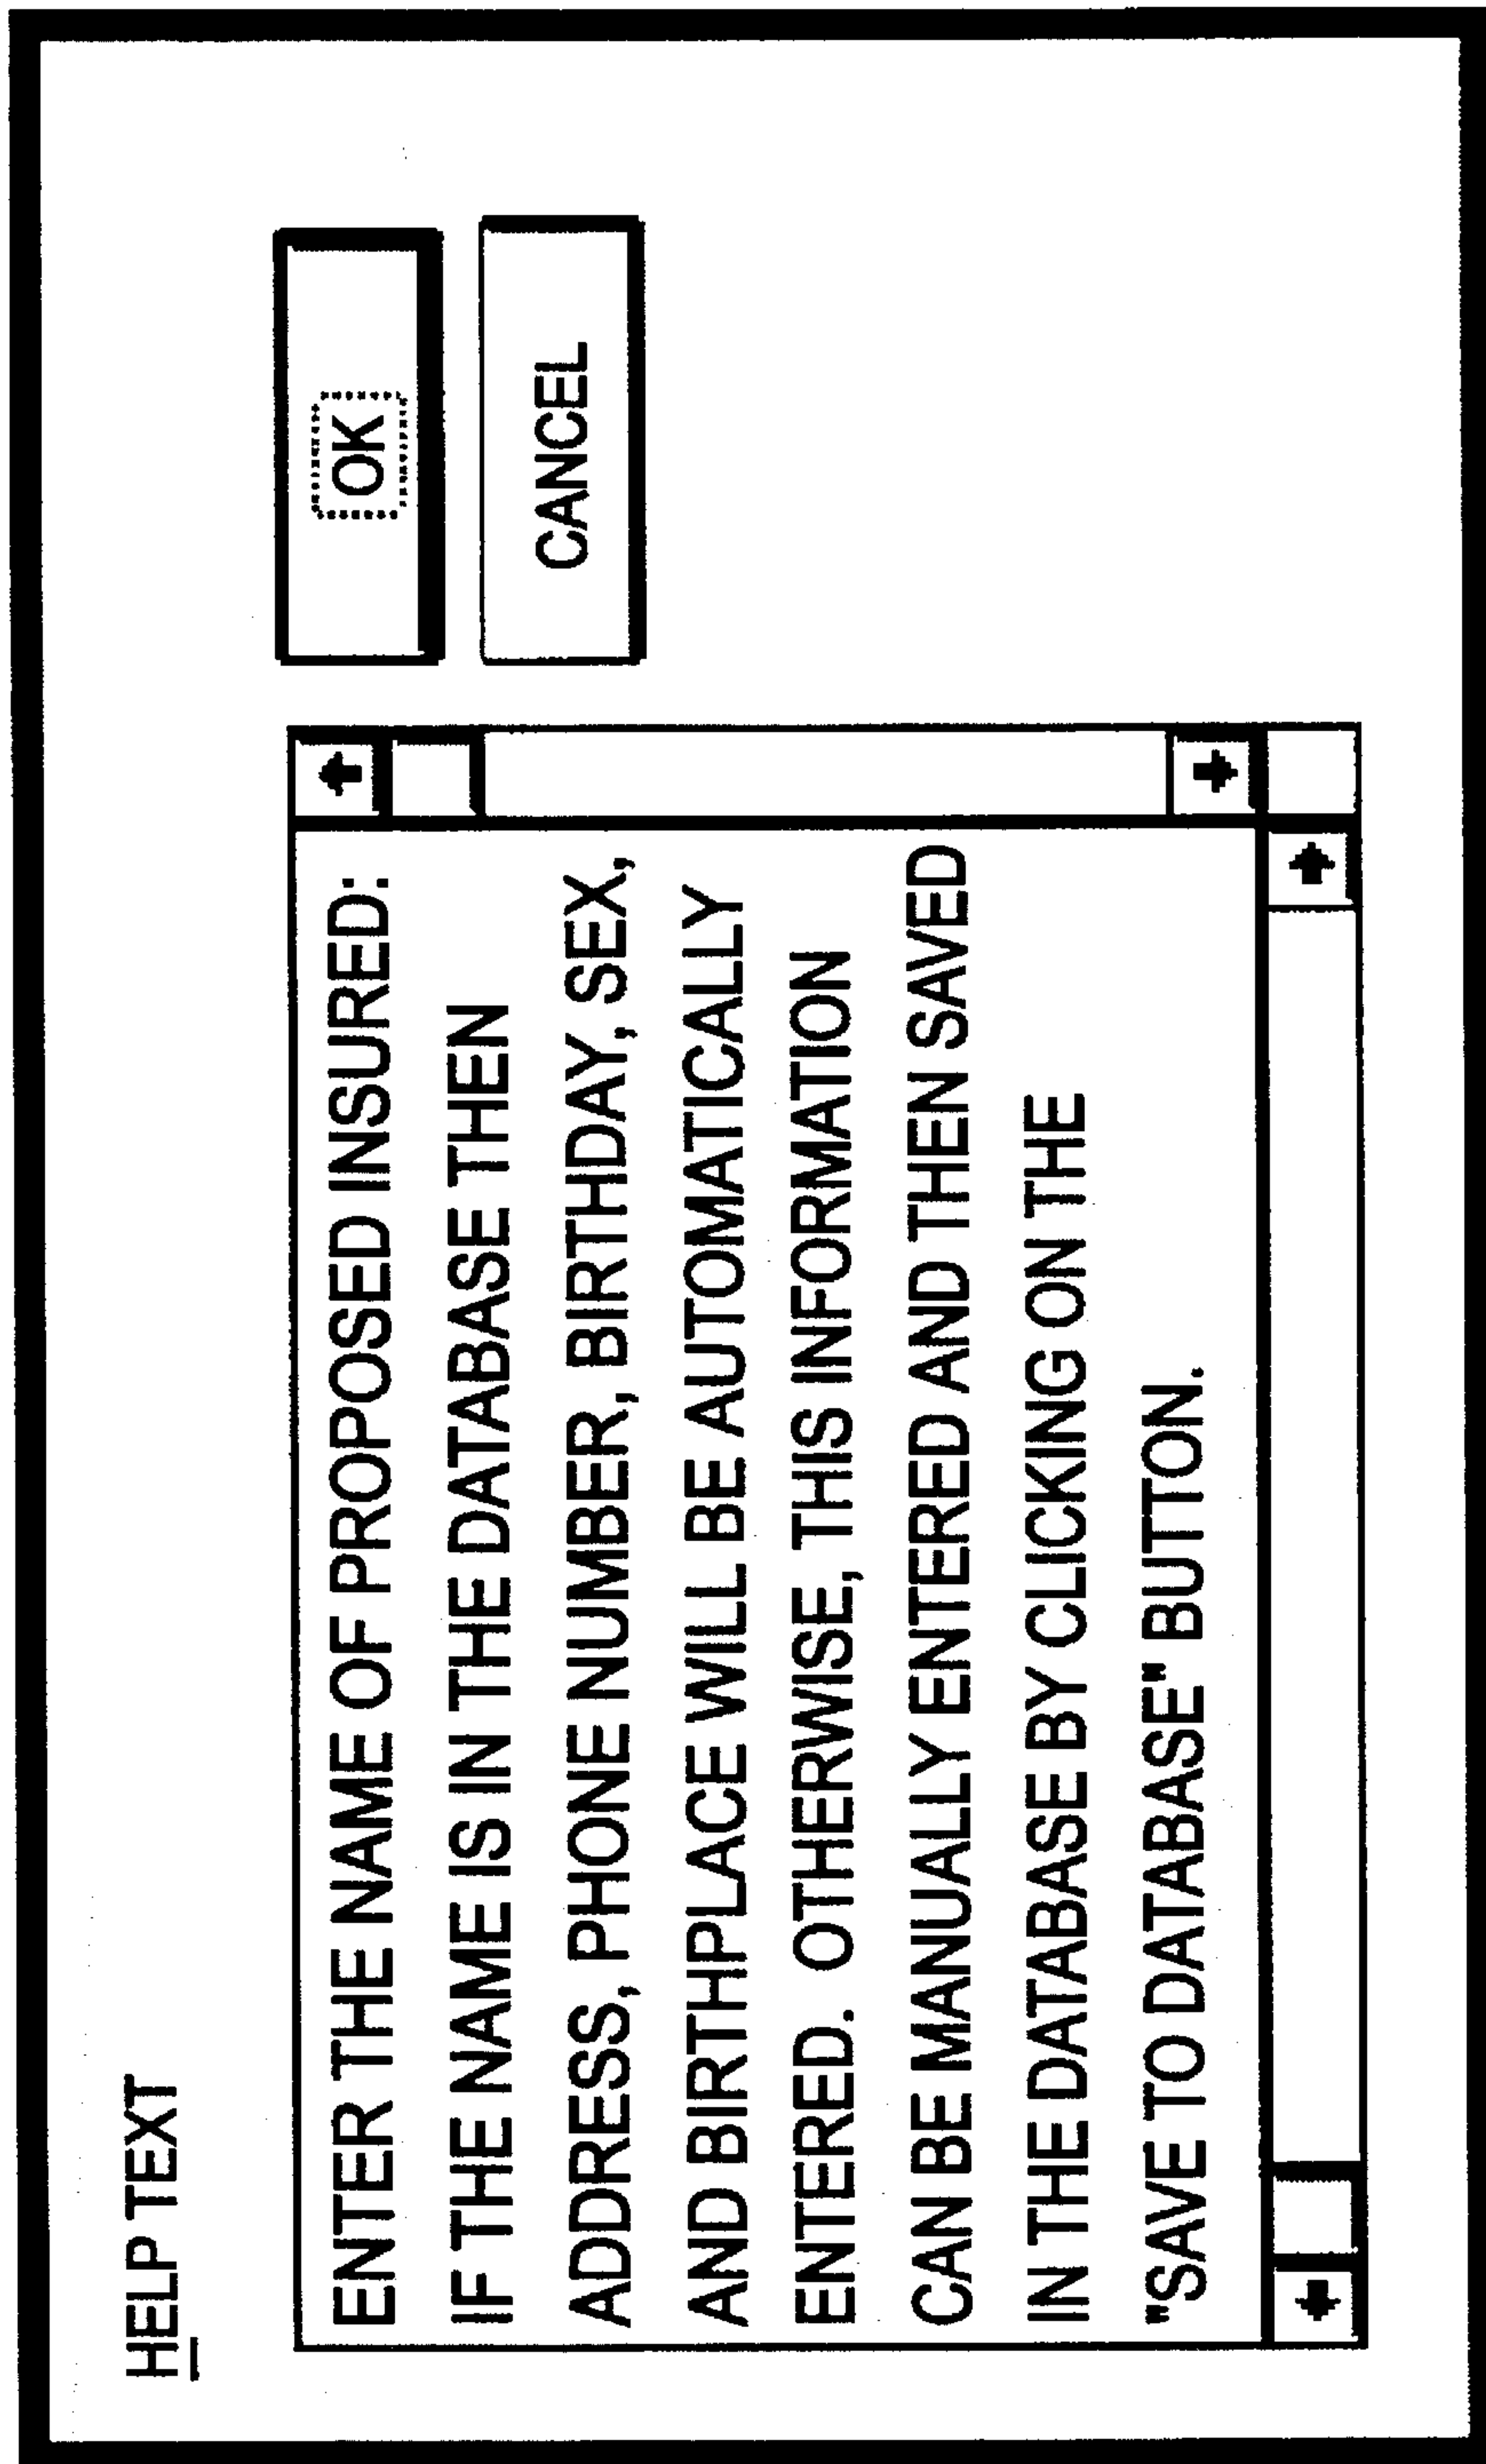 HELP TEXT
ENTER THE NAME OF PROPOSED INSURED:
IF THE NAME IS IN THE DATABASE THEN
ADDRESS, PHONE NUMBER, BIRTHDAY, SEX,
AND BIRTHPLACE WILL BE AUTOMATICALLY
ENTERED. OTHERWISE, THIS INFORMATION
CAN BE MANUALLY ENTERED AND THEN SAVED
IN THE DATABASE BY CLICKING ON THE
"SAVE TO DATABASE" BUTTON.
OK
CANCEL